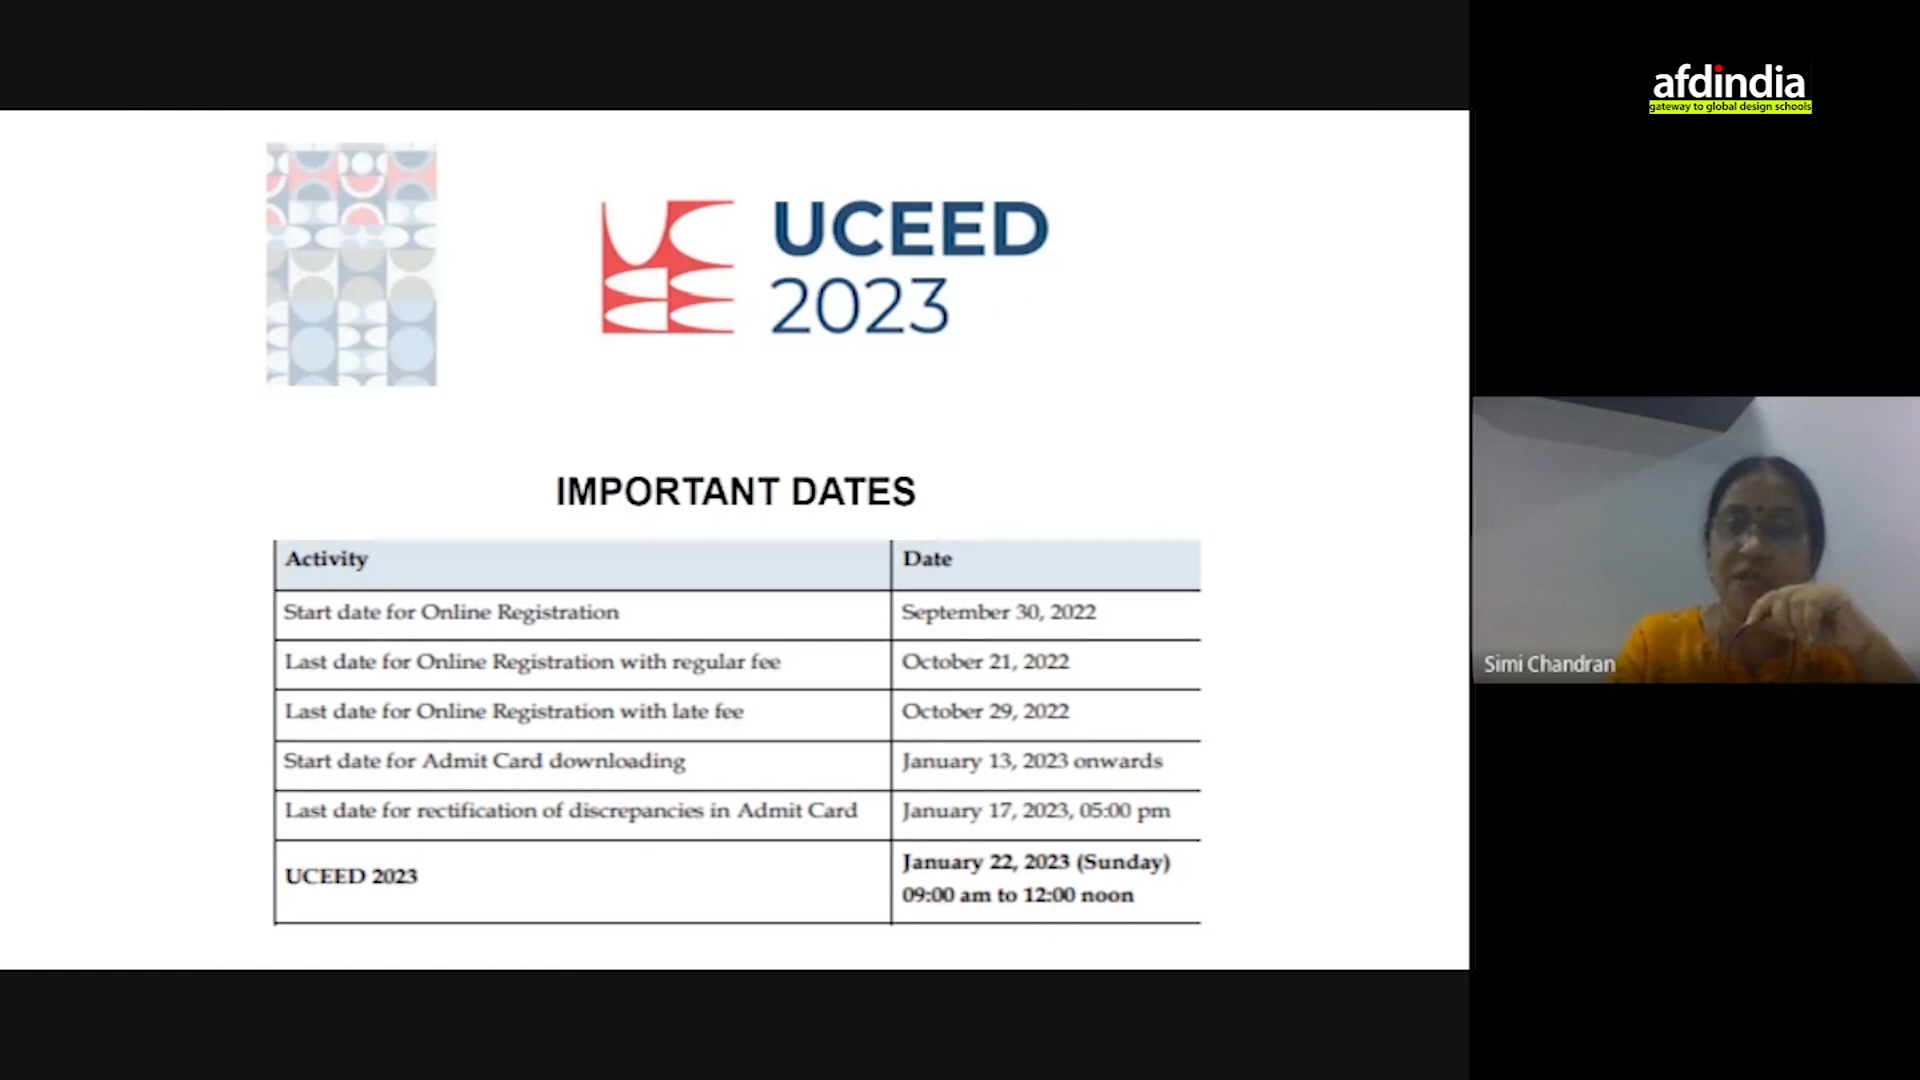 afdindia
gateway to global design schools
UCEED
2023
IMPORTANT DATES
Activity Date
Start date for Online Registration September 30, 2022
Last date for Online Registration with regular fee October 21, 2022
Last date for Online Registration with late fee October 29, 2022
Start date for Admit Card downloading January 13, 2023 onwards
Last date for rectification of discrepancies in Admit Card January 17, 2023, 05:00 pm
UCEED 2023 January 22, 2023 (Sunday)
09:00 am to 12:00 noon
Simi Chandran